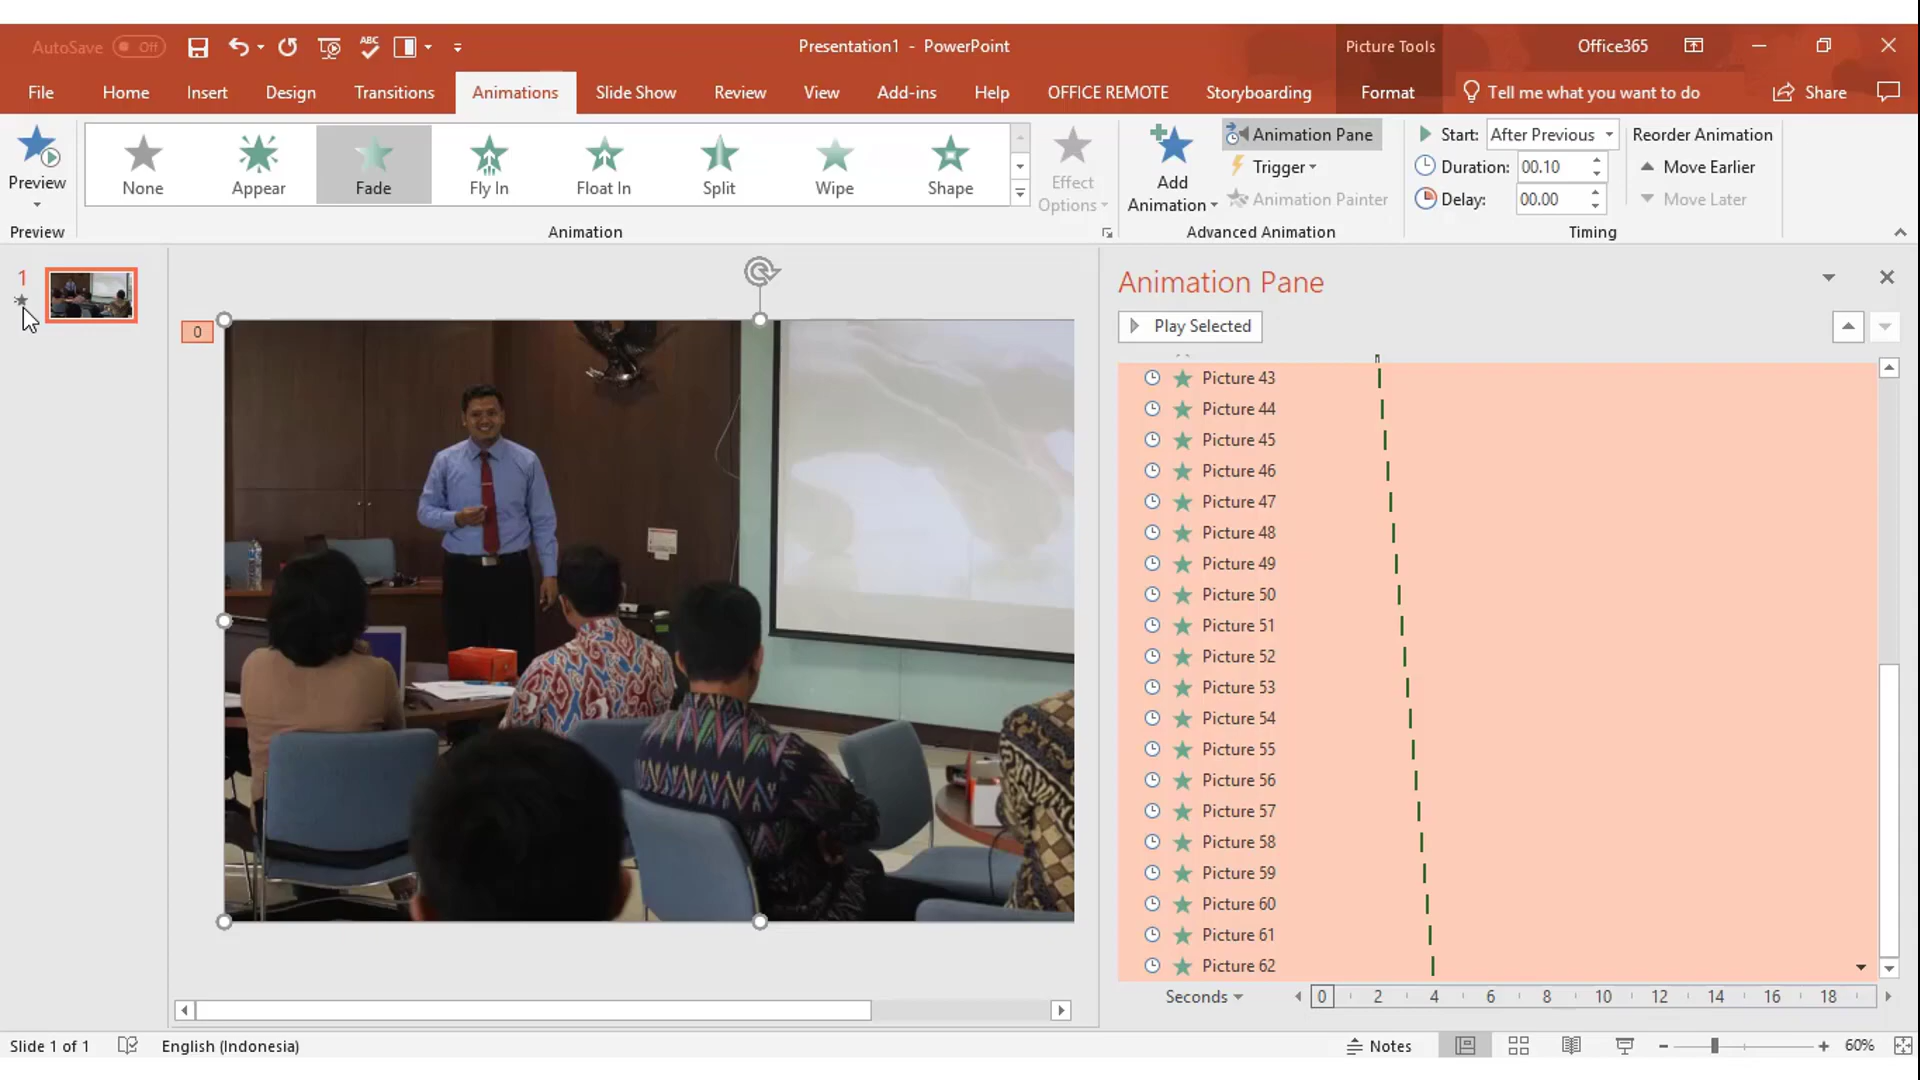 AutoSave Off
Presentation1 - PowerPoint
Picture Tools
Office365
File Home Insert Design Transitions Animations Slide Show Review View Add-ins Help OFFICE REMOTE Storyboarding Format Tell me what you want to do Share
Preview
None Appear Fade Fly In Float In Split Wipe Shape
Effect Options
Add Animation
Animation Pane
Trigger
Animation Painter
Start: After Previous
Duration: 00.10
Delay: 00.00
Reorder Animation
Move Earlier
Move Later
Preview Animation Advanced Animation Timing
1
0
Animation Pane
Play Selected
Picture 43
Picture 44
Picture 45
Picture 46
Picture 47
Picture 48
Picture 49
Picture 50
Picture 51
Picture 52
Picture 53
Picture 54
Picture 55
Picture 56
Picture 57
Picture 58
Picture 59
Picture 60
Picture 61
Picture 62
Seconds 0 2 4 6 8 10 12 14 16 18
Slide 1 of 1 English (Indonesia) Notes 60%